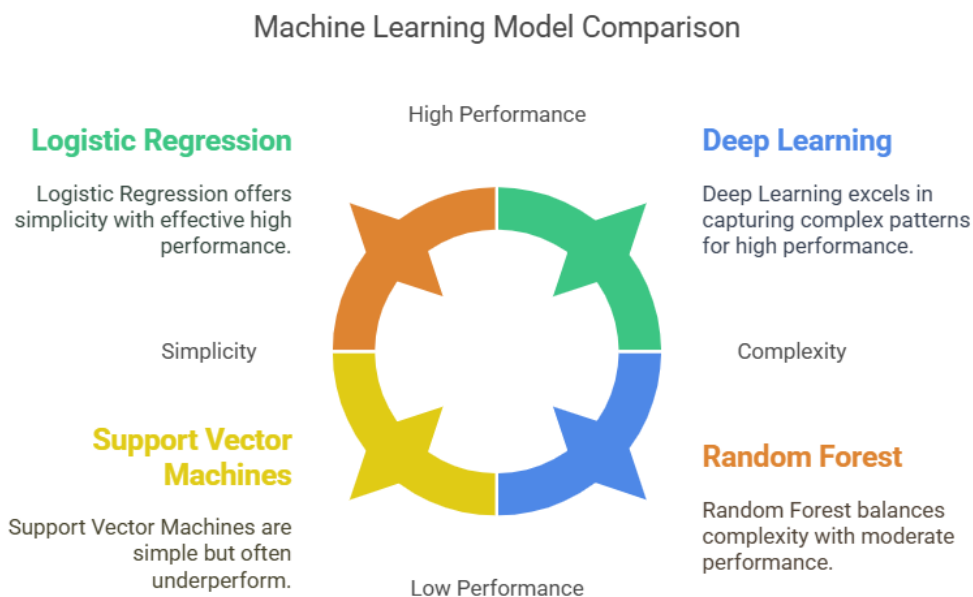 Machine Learning Model Comparison
High Performance
Logistic Regression
Logistic Regression offers
simplicity with effective high
performance.
Deep Learning
Deep Learning excels in
capturing complex patterns
for high performance.
Simplicity
Complexity
Support Vector
Machines
Support Vector Machines are
simple but often
underperform.
Random Forest
Random Forest balances
complexity with moderate
performance.
Low Performance